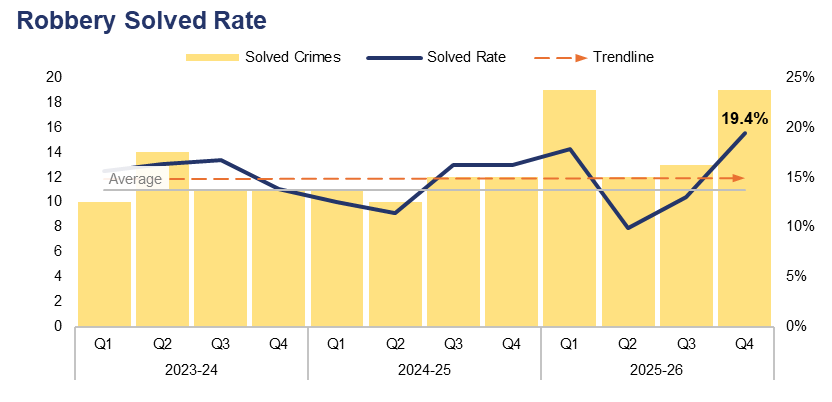 Robbery Solved Rate
Solved Crimes Solved Rate Trendline
20 25%
18
16 20%
19.4%
14
12 15%
Average
10
8 10%
6
4 5%
2
0 0%
Q1 Q2 Q3 Q4 Q1 Q2 Q3 Q4 Q1 Q2 Q3 Q4
2023-24 2024-25 2025-26